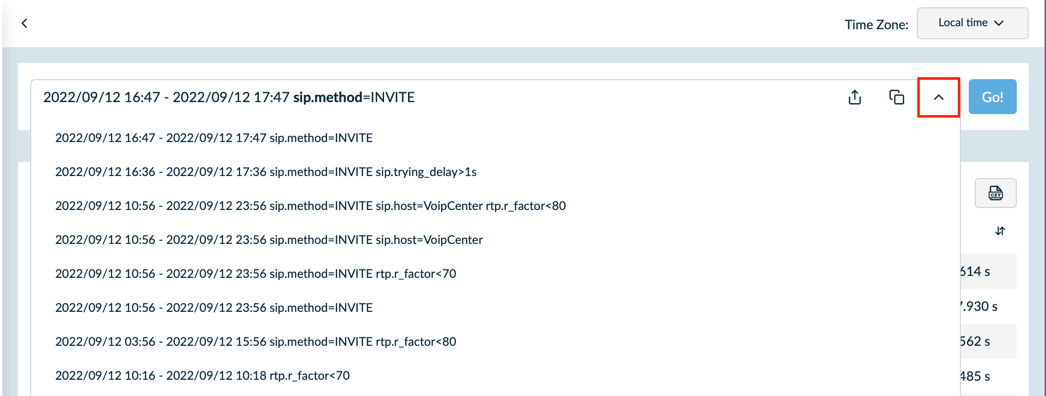 Time Zone: Local time
2022/09/12 16:47 - 2022/09/12 17:47 sip.method=INVITE
Go!
2022/09/12 16:47 - 2022/09/12 17:47 sip.method=INVITE
2022/09/12 16:36 - 2022/09/12 17:36 sip.method=INVITE sip.trying_delay>1s
2022/09/12 10:56 - 2022/09/12 23:56 sip.method=INVITE sip.host=VoipCenter rtp.r_factor<80
CSV
2022/09/12 10:56 - 2022/09/12 23:56 sip.method=INVITE sip.host=VoipCenter
2022/09/12 10:56 - 2022/09/12 23:56 sip.method=INVITE rtp.r_factor<70
614 s
2022/09/12 10:56 - 2022/09/12 23:56 sip.method=INVITE
7.930 s
2022/09/12 03:56 - 2022/09/12 15:56 sip.method=INVITE rtp.r_factor<80
562 s
2022/09/12 10:16 - 2022/09/12 10:18 rtp.r_factor<70
485 s